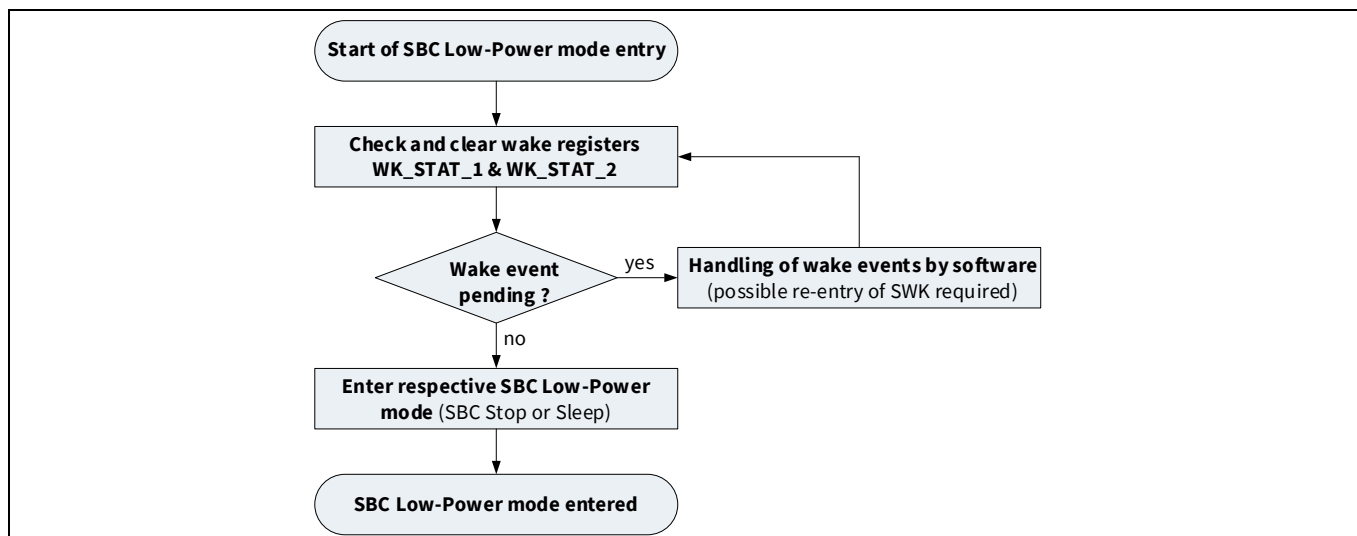 Start of SBC Low-Power mode entry
Check and clear wake registers
WK_STAT_1 & WK_STAT_2
Wake event
pending ?
yes
Handling of wake events by software
(possible re-entry of SWK required)
no
Enter respective SBC Low-Power
mode (SBC Stop or Sleep)
SBC Low-Power mode entered